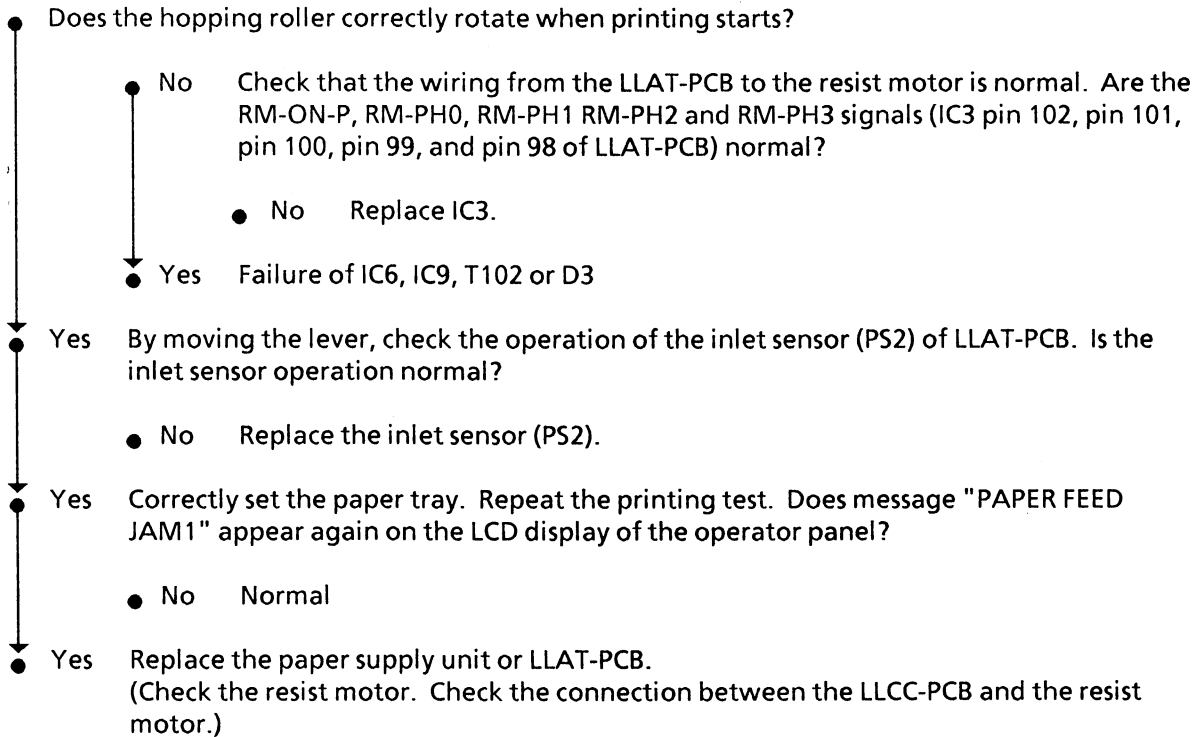 Does the hopping roller correctly rotate when printing starts?
No Check that the wiring from the LLAT-PCB to the resist motor is normal. Are the
RM-ON-P, RM-PH0, RM-PH1 RM-PH2 and RM-PH3 signals (IC3 pin 102, pin 101,
pin 100, pin 99, and pin 98 of LLAT-PCB) normal?
No Replace IC3.
Yes Failure of IC6, IC9, T102 or D3
Yes By moving the lever, check the operation of the inlet sensor (PS2) of LLAT-PCB. Is the
inlet sensor operation normal?
No Replace the inlet sensor (PS2).
Yes Correctly set the paper tray. Repeat the printing test. Does message "PAPER FEED
JAM1" appear again on the LCD display of the operator panel?
No Normal
Yes Replace the paper supply unit or LLAT-PCB.
(Check the resist motor. Check the connection between the LLCC-PCB and the resist
motor.)